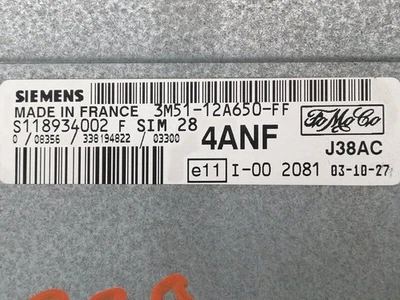 SIEMENS
MADE IN FRANCE 3M51-12A650-FF
S118934002 F SIM 28
0 / 08356 / 338194822 / 03300
4ANF
FoMoCo
J38AC
e11 I-00 2081 03-10-27